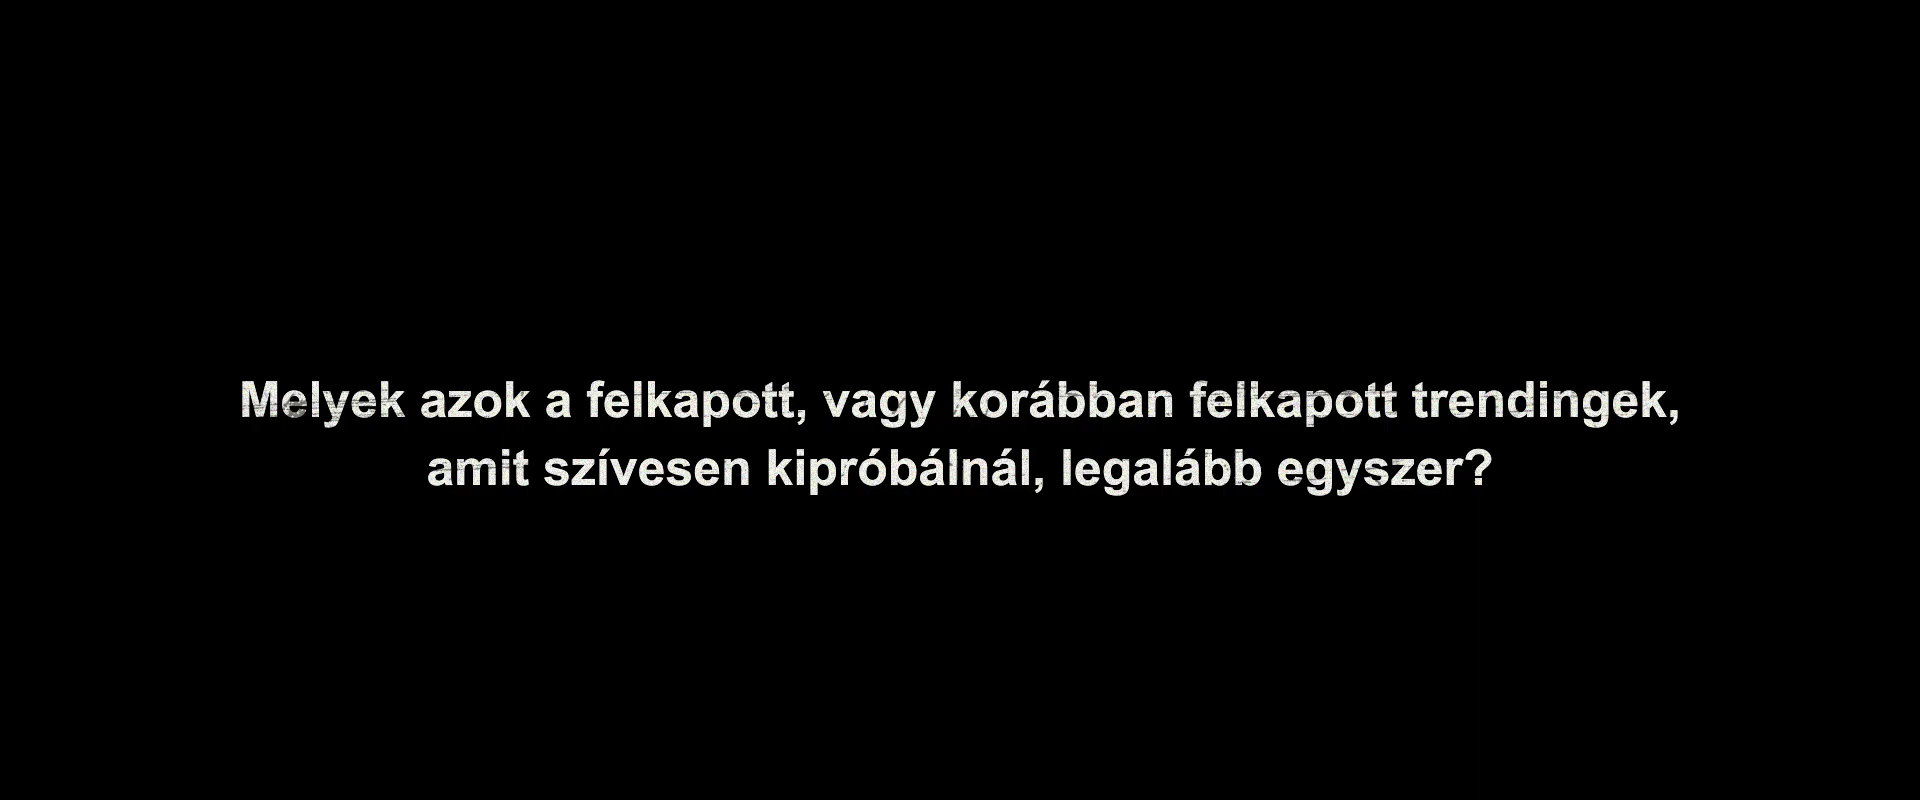 Melyek azok a felkapott, vagy korábban felkapott trendingek,
amit szívesen kipróbálnál, legalább egyszer?